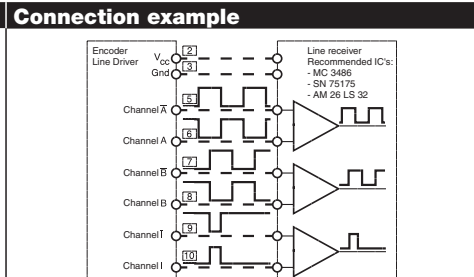 Connection example
Encoder
Line Driver
Line receiver
Recommended IC's:
- MC 3486
- SN 75175
- AM 26 LS 32
VCC 2
Gnd 3
Channel A̅ 5
Channel A 6
Channel B̅ 7
Channel B 8
Channel I̅ 9
Channel I 10